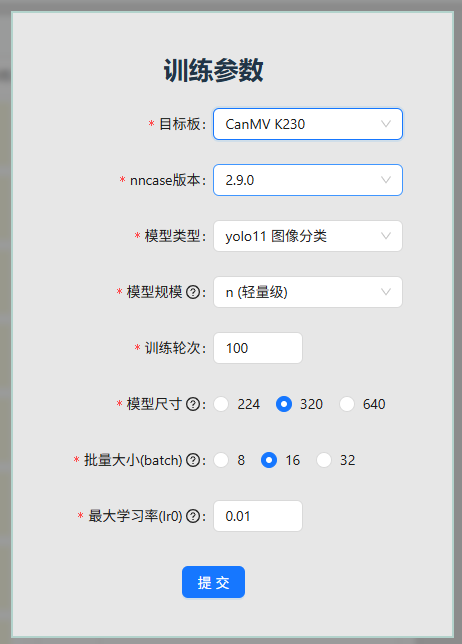 训练参数
* 目标板: CanMV K230
* nncase版本: 2.9.0
* 模型类型: yolo11 图像分类
* 模型规模 ? : n (轻量级)
* 训练轮次: 100
* 模型尺寸 ? : 224 320 640
* 批量大小(batch) ? : 8 16 32
* 最大学习率(lr0) ? : 0.01
提 交